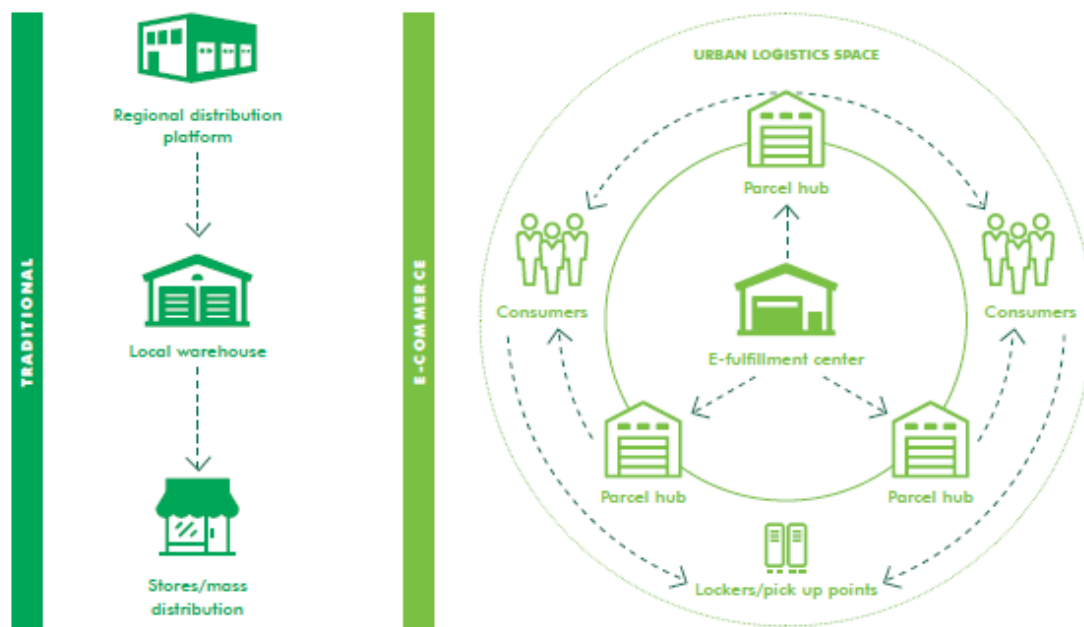 TRADITIONAL
Regional distribution
platform
Local warehouse
Stores/mass
distribution
E-COMMERCE
URBAN LOGISTICS SPACE
Parcel hub
Consumers
Consumers
E-fulfillment center
Parcel hub
Parcel hub
Lockers/pick up points